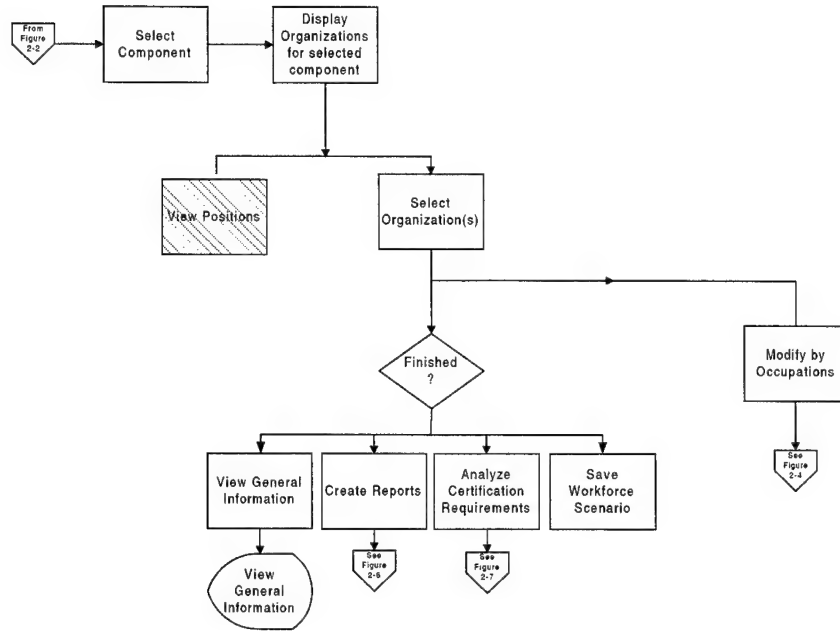 From
Figure
2-2
Select
Component
Display
Organizations
for selected
component
View Positions
Select
Organization(s)
Finished
?
Modify by
Occupations
See
Figure
2-4
View General
Information
Create Reports
Analyze
Certification
Requirements
Save
Workforce
Scenario
View
General
Information
See
Figure
2-6
See
Figure
2-7